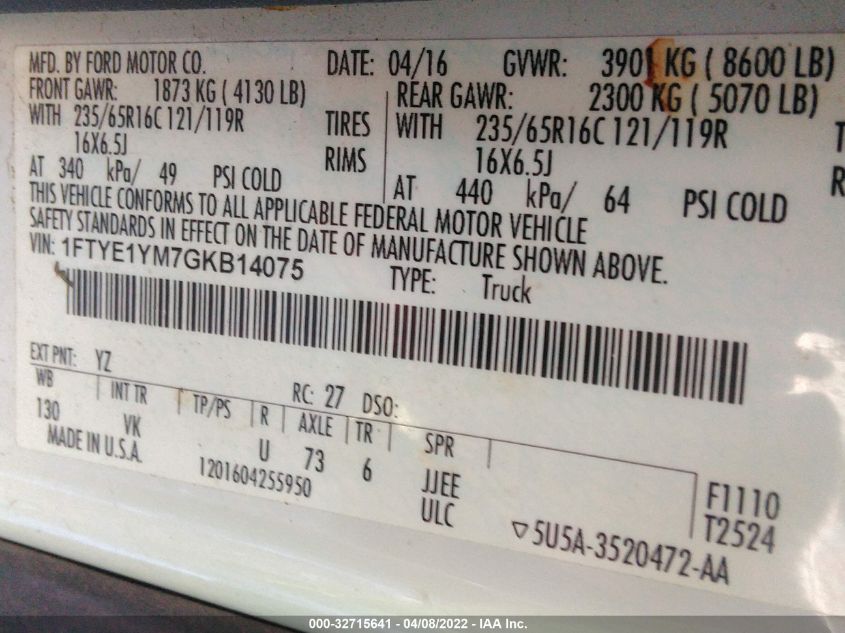 MFD. BY FORD MOTOR CO. DATE: 04/16 GVWR: 3901 KG ( 8600 LB)
FRONT GAWR: 1873 KG ( 4130 LB) REAR GAWR: 2300 KG ( 5070 LB)
WITH 235/65R16C 121/119R TIRES WITH 235/65R16C 121/119R
16X6.5J RIMS 16X6.5J
AT 340 kPa/ 49 PSI COLD AT 440 kPa/ 64 PSI COLD
THIS VEHICLE CONFORMS TO ALL APPLICABLE FEDERAL MOTOR VEHICLE
SAFETY STANDARDS IN EFFECT ON THE DATE OF MANUFACTURE SHOWN ABOVE.
VIN: 1FTYE1YM7GKB14075 TYPE: Truck
EXT PNT: YZ RC: 27 DSO:
WB INT TR TP/PS R AXLE TR SPR
130 VK U 73 6 JJEE F1110
MADE IN U.S.A. 1201604255950 ULC ▽5U5A-3520472-AA T2524
000-32715641 - 04/08/2022 - IAA Inc.